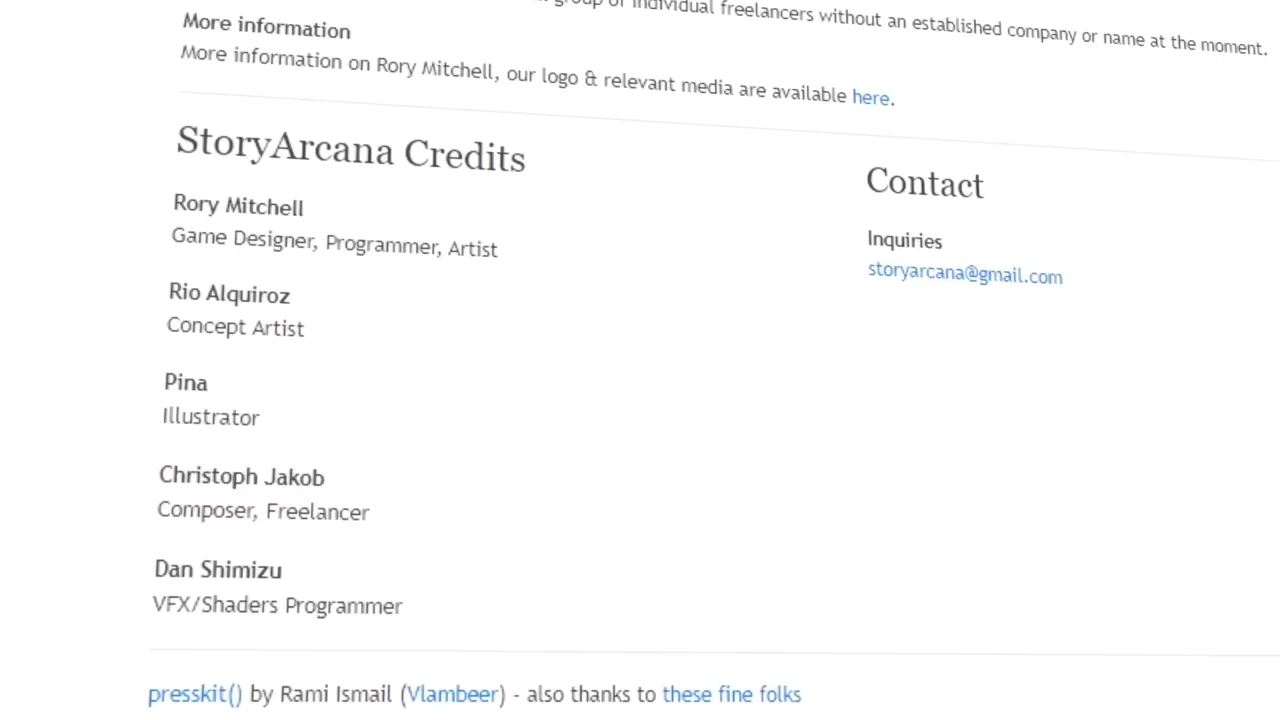 individual freelancers without an established company or name at the moment.
More information
More information on Rory Mitchell, our logo & relevant media are available here.
StoryArcana Credits
Rory Mitchell
Game Designer, Programmer, Artist
Rio Alquiroz
Concept Artist
Pina
Illustrator
Christoph Jakob
Composer, Freelancer
Dan Shimizu
VFX/Shaders Programmer
Contact
Inquiries
storyarcana@gmail.com
presskit() by Rami Ismail (Vlambeer) - also thanks to these fine folks